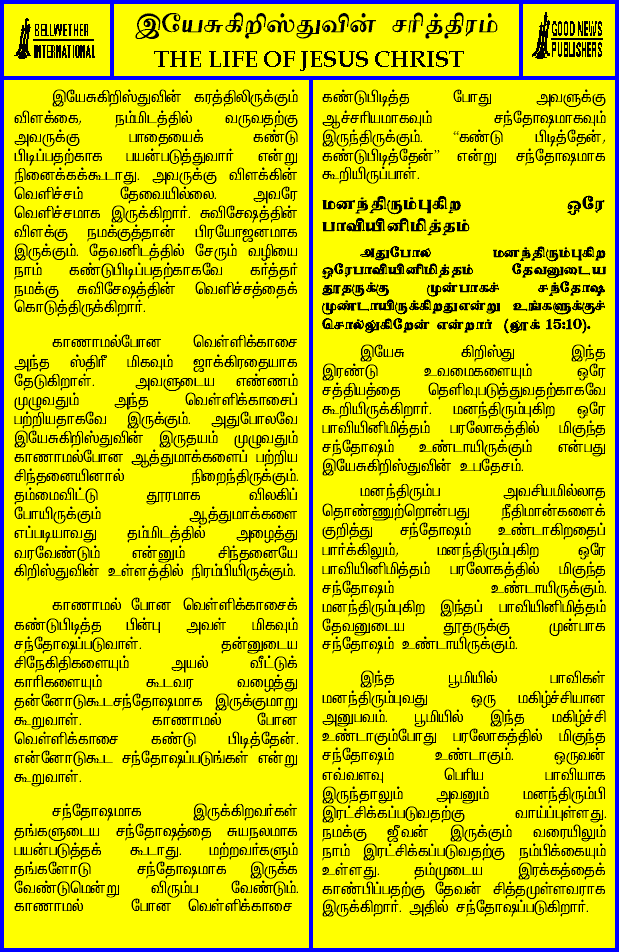 BELLWETHER
INTERNATIONAL
இயேசுகிறிஸ்துவின் சரித்திரம்
THE LIFE OF JESUS CHRIST
GOOD NEWS
PUBLISHERS
இயேசுகிறிஸ்துவின் கரத்திலிருக்கும்
விளக்கை, நம்மிடத்தில் வருவதற்கு
அவருக்கு பாதையைக் கண்டு
பிடிப்பதற்காக பயன்படுத்துவார் என்று
நினைக்கக்கூடாது. அவருக்கு விளக்கின்
வெளிச்சம் தேவையில்லை. அவரே
வெளிச்சமாக இருக்கிறார். சுவிசேஷத்தின்
விளக்கு நமக்குத்தான் பிரயோஜனமாக
இருக்கும். தேவனிடத்தில் சேரும் வழியை
நாம் கண்டுபிடிப்பதற்காகவே கர்த்தர்
நமக்கு சுவிசேஷத்தின் வெளிச்சத்தைக்
கொடுத்திருக்கிறார்.
காணாமல்போன வெள்ளிக்காசை
அந்த ஸ்திரீ மிகவும் ஜாக்கிரதையாக
தேடுகிறாள். அவளுடைய எண்ணம்
முழுவதும் அந்த வெள்ளிக்காசைப்
பற்றியதாகவே இருக்கும். அதுபோலவே
இயேசுகிறிஸ்துவின் இருதயம் முழுவதும்
காணாமல்போன ஆத்துமாக்களைப் பற்றிய
சிந்தனையினால் நிறைந்திருக்கும்.
தம்மைவிட்டு தூரமாக விலகிப்
போயிருக்கும் ஆத்துமாக்களை
எப்படியாவது தம்மிடத்தில் அழைத்து
வரவேண்டும் என்னும் சிந்தனையே
கிறிஸ்துவின் உள்ளத்தில் நிரம்பியிருக்கும்.
காணாமல் போன வெள்ளிக்காசைக்
கண்டுபிடித்த பின்பு அவள் மிகவும்
சந்தோஷப்படுவாள். தன்னுடைய
சிநேகிதிகளையும் அயல் வீட்டுக்
காரிகளையும் கூடவர வழைத்து
தன்னோடுகூடசந்தோஷமாக இருக்குமாறு
கூறுவாள். காணாமல் போன
வெள்ளிக்காசை கண்டு பிடித்தேன்.
என்னோடுகூட சந்தோஷப்படுங்கள் என்று
கூறுவாள்.
சந்தோஷமாக இருக்கிறவர்கள்
தங்களுடைய சந்தோஷத்தை சுயநலமாக
பயன்படுத்தக் கூடாது. மற்றவர்களும்
தங்களோடு சந்தோஷமாக இருக்க
வேண்டுமென்று விரும்ப வேண்டும்.
காணாமல் போன வெள்ளிக்காசை
கண்டுபிடித்த போது அவளுக்கு
ஆச்சரியமாகவும் சந்தோஷமாகவும்
இருந்திருக்கும். “கண்டு பிடித்தேன்,
கண்டுபிடித்தேன்” என்று சந்தோஷமாக
கூறியிருப்பாள்.
மனந்திரும்புகிற ஒரே
பாவியினிமித்தம்
அதுபோல மனந்திரும்புகிற
ஒரேபாவியினிமித்தம் தேவனுடைய
தூதருக்கு முன்பாகச் சந்தோஷ
முண்டாயிருக்கிறதுஎன்று உங்களுக்குச்
சொல்லுகிறேன் என்றார் (லூக் 15:10).
இயேசு கிறிஸ்து இந்த
இரண்டு உவமைகளையும் ஒரே
சத்தியத்தை தெளிவுபடுத்துவதற்காகவே
கூறியிருக்கிறார். மனந்திரும்புகிற ஒரே
பாவியினிமித்தம் பரலோகத்தில் மிகுந்த
சந்தோஷம் உண்டாயிருக்கும் என்பது
இயேசுகிறிஸ்துவின் உபதேசம்.
மனந்திரும்ப அவசியமில்லாத
தொண்ணூற்றொன்பது நீதிமான்களைக்
குறித்து சந்தோஷம் உண்டாகிறதைப்
பார்க்கிலும், மனந்திரும்புகிற ஒரே
பாவியினிமித்தம் பரலோகத்தில் மிகுந்த
சந்தோஷம் உண்டாயிருக்கும்.
மனந்திரும்புகிற இந்தப் பாவியினிமித்தம்
தேவனுடைய தூதருக்கு முன்பாக
சந்தோஷம் உண்டாயிருக்கும்.
இந்த பூமியில் பாவிகள்
மனந்திரும்புவது ஒரு மகிழ்ச்சியான
அனுபவம். பூமியில் இந்த மகிழ்ச்சி
உண்டாகும்போது பரலோகத்தில் மிகுந்த
சந்தோஷம் உண்டாகும். ஒருவன்
எவ்வளவு பெரிய பாவியாக
இருந்தாலும் அவனும் மனந்திரும்பி
இரட்சிக்கப்படுவதற்கு வாய்ப்புள்ளது.
நமக்கு ஜீவன் இருக்கும் வரையிலும்
நாம் இரட்சிக்கப்படுவதற்கு நம்பிக்கையும்
உள்ளது. தம்முடைய இரக்கத்தைக்
காண்பிப்பதற்கு தேவன் சித்தமுள்ளவராக
இருக்கிறார். அதில் சந்தோஷப்படுகிறார்.